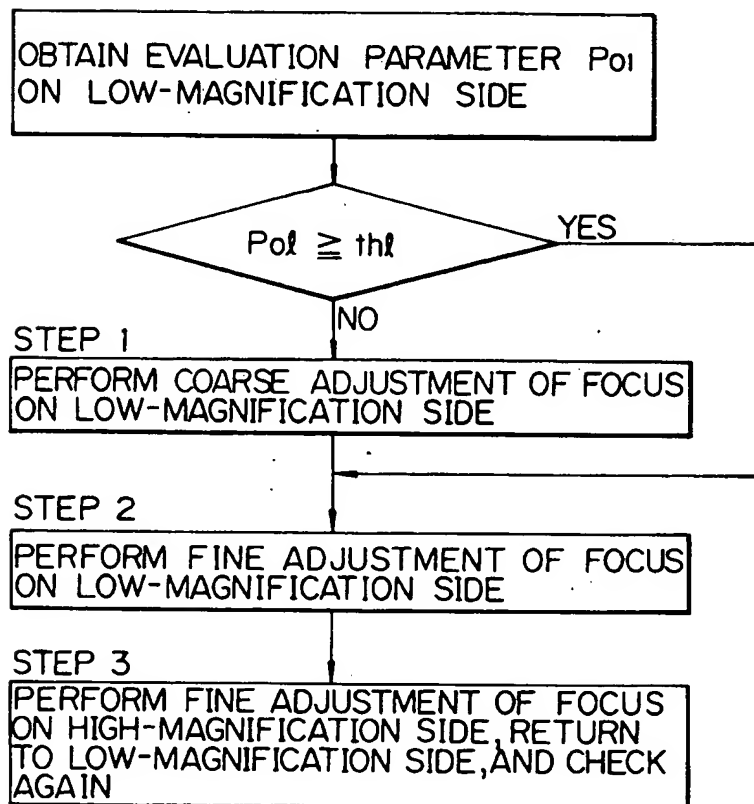 OBTAIN EVALUATION PARAMETER Pol
ON LOW-MAGNIFICATION SIDE
Pol ≧ thl
YES
NO
STEP 1
PERFORM COARSE ADJUSTMENT OF FOCUS
ON LOW-MAGNIFICATION SIDE
STEP 2
PERFORM FINE ADJUSTMENT OF FOCUS
ON LOW-MAGNIFICATION SIDE
STEP 3
PERFORM FINE ADJUSTMENT OF FOCUS
ON HIGH-MAGNIFICATION SIDE, RETURN
TO LOW-MAGNIFICATION SIDE, AND CHECK
AGAIN